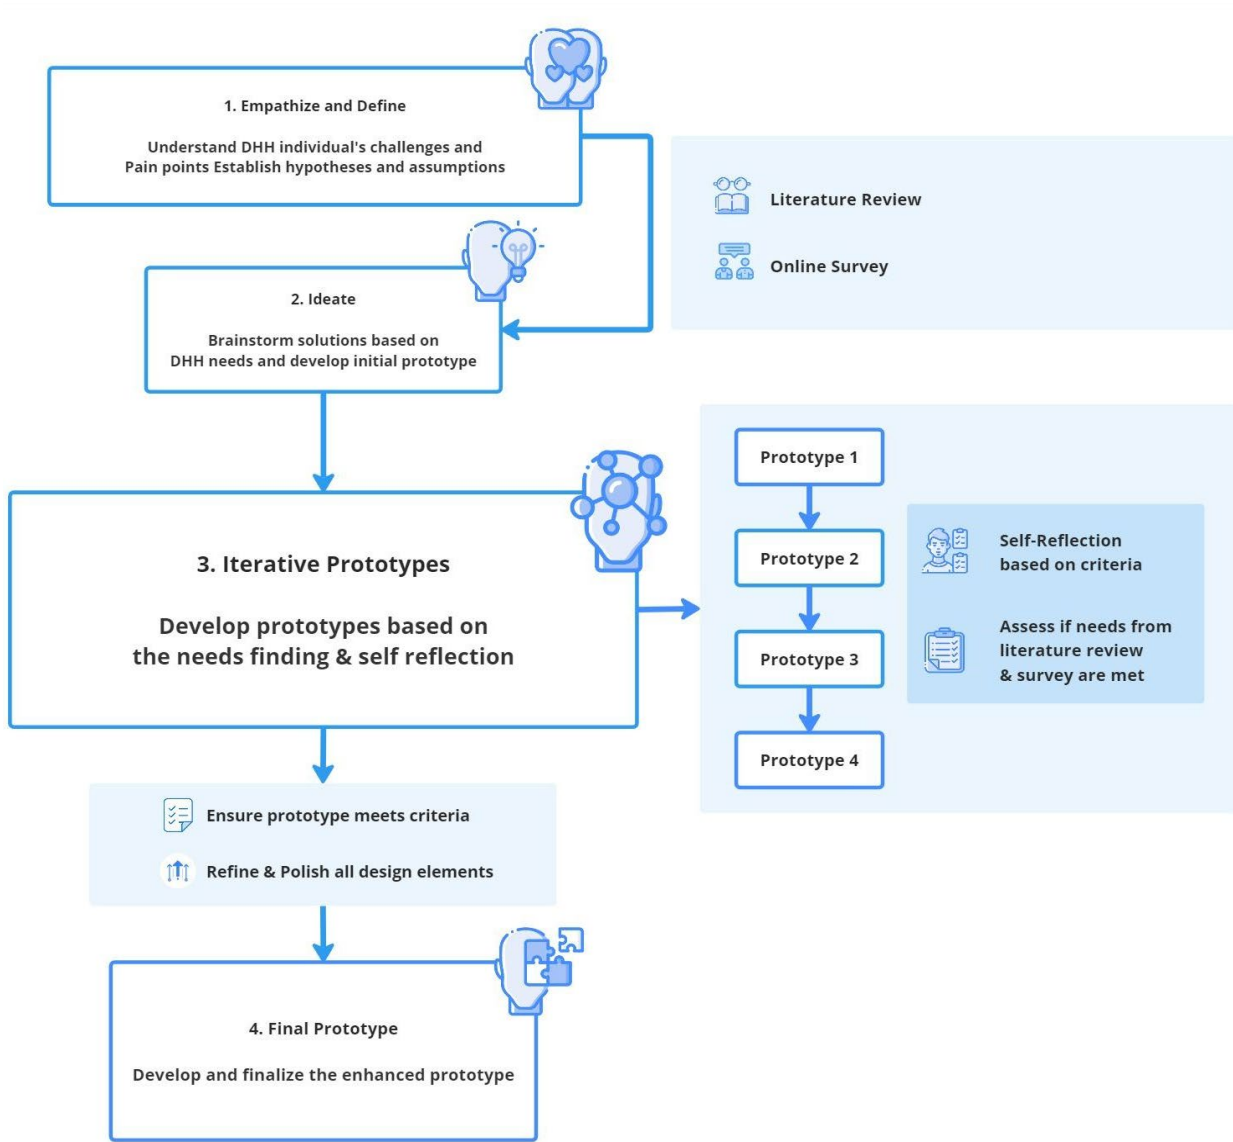 1. Empathize and Define
Understand DHH individual's challenges and
Pain points Establish hypotheses and assumptions
Literature Review
Online Survey
2. Ideate
Brainstorm solutions based on
DHH needs and develop initial prototype
3. Iterative Prototypes
Develop prototypes based on
the needs finding & self reflection
Prototype 1
Prototype 2
Prototype 3
Prototype 4
Self-Reflection
based on criteria
Assess if needs from
literature review
& survey are met
Ensure prototype meets criteria
Refine & Polish all design elements
4. Final Prototype
Develop and finalize the enhanced prototype